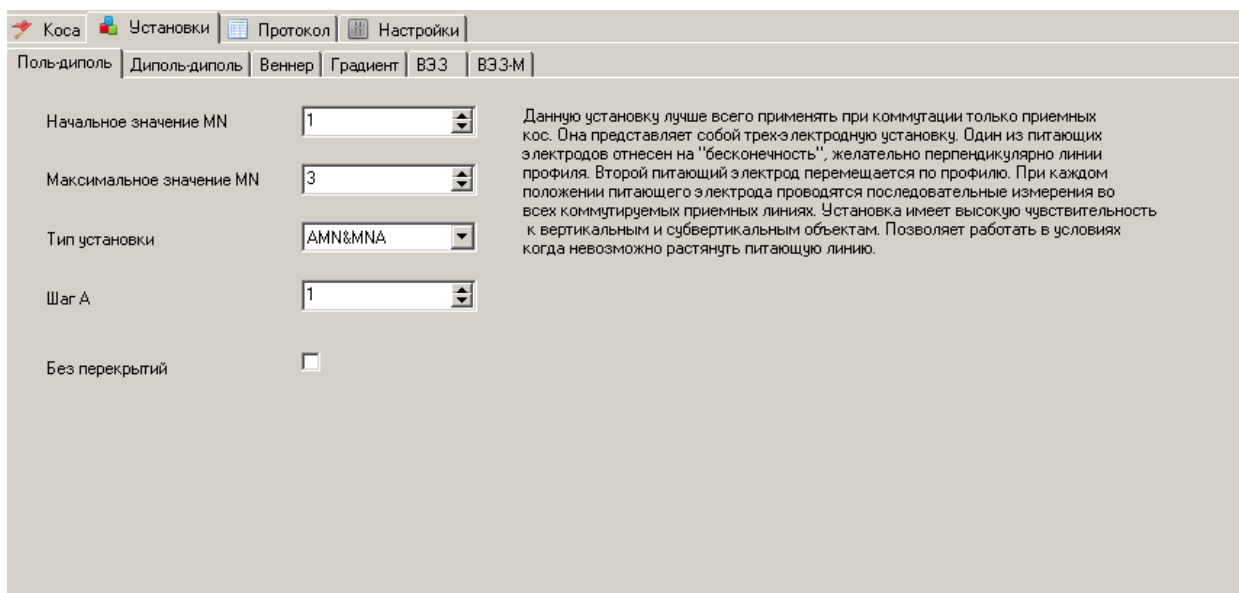 Коса Установки Протокол Настройки
Поль-диполь Диполь-диполь Веннер Градиент ВЭЗ ВЭЗ-М
Начальное значение MN 1
Максимальное значение MN 3
Тип установки AMN&MNA
Шаг A 1
Без перекрытий
Данную установку лучше всего применять при коммутации только приемных
кос. Она представляет собой трех-электродную установку. Один из питающих
электродов отнесен на "бесконечность", желательно перпендикулярно линии
профиля. Второй питающий электрод перемещается по профилю. При каждом
положении питающего электрода проводятся последовательные измерения во
всех коммутируемых приемных линиях. Установка имеет высокую чувствительность
к вертикальным и субвертикальным объектам. Позволяет работать в условиях
когда невозможно растянуть питающую линию.